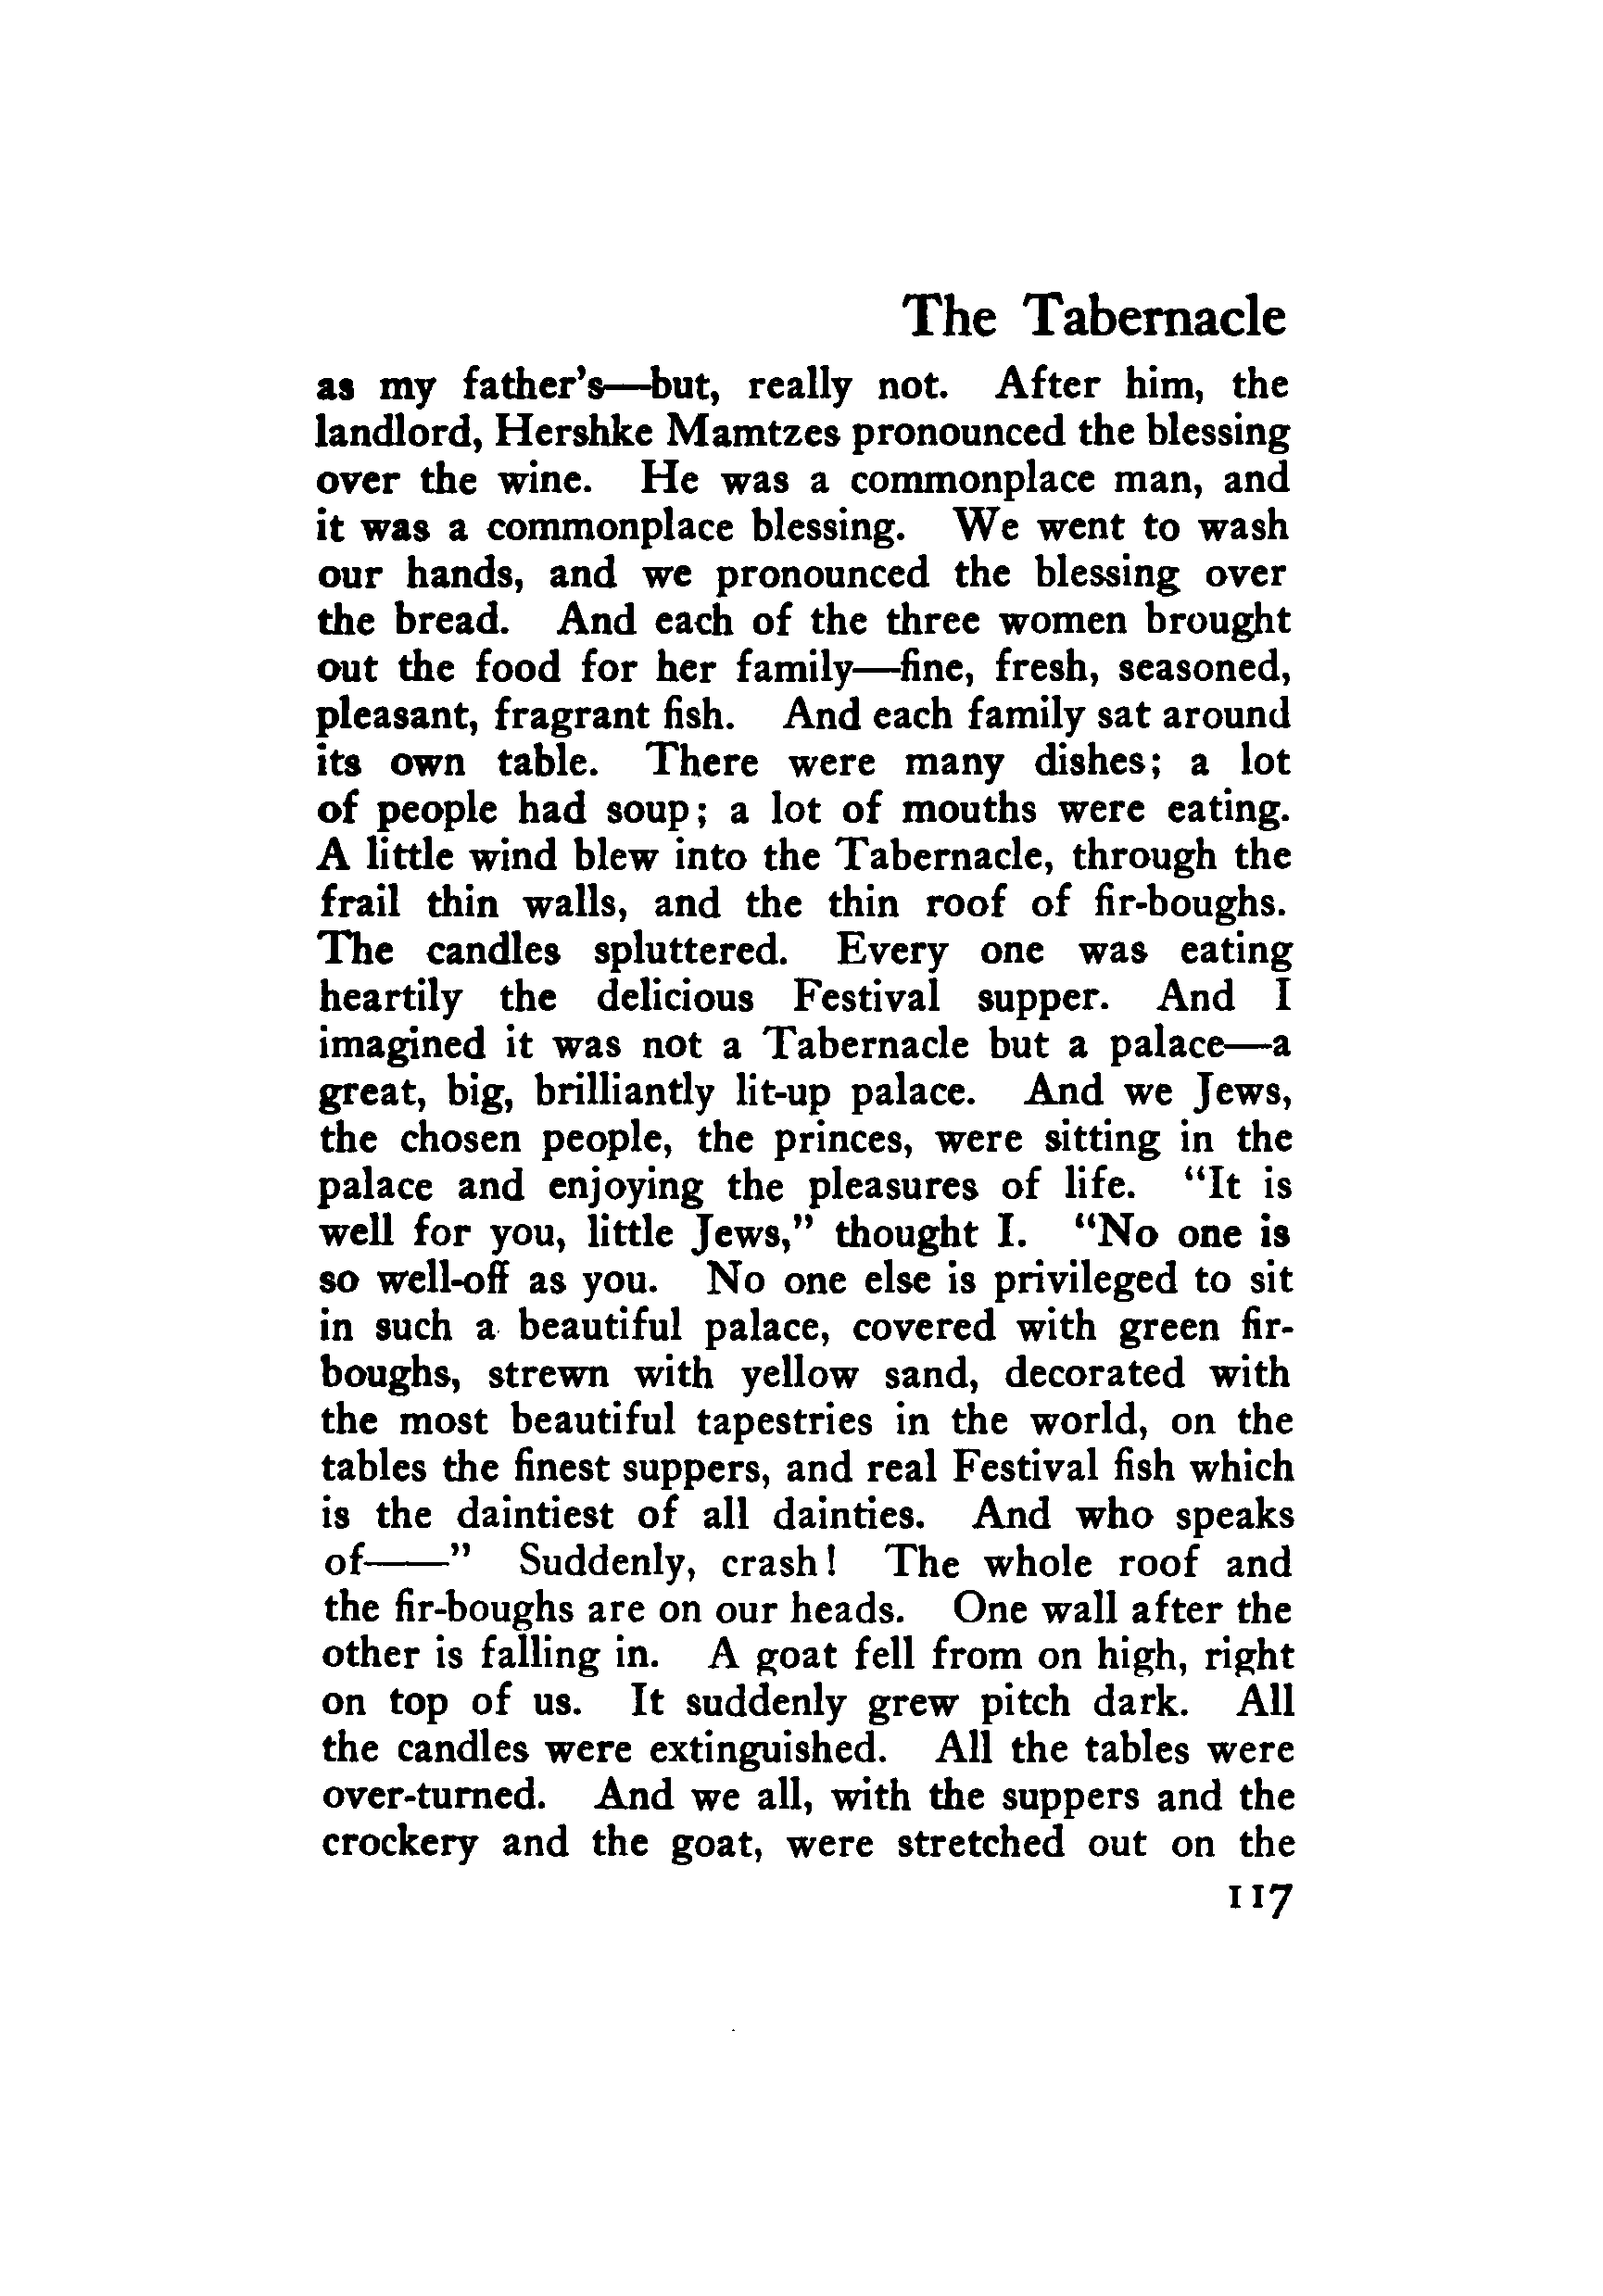 The Tabernacle
as my father's—but, really not. After him, the
landlord, Hershke Mamtzes pronounced the blessing
over the wine. He was a commonplace man, and
it was a commonplace blessing. We went to wash
our hands, and we pronounced the blessing over
the bread. And each of the three women brought
out the food for her family—fine, fresh, seasoned,
pleasant, fragrant fish. And each family sat around
its own table. There were many dishes; a lot
of people had soup; a lot of mouths were eating.
A little wind blew into the Tabernacle, through the
frail thin walls, and the thin roof of fir-boughs.
The candles spluttered. Every one was eating
heartily the delicious Festival supper. And I
imagined it was not a Tabernacle but a palace—a
great, big, brilliantly lit-up palace. And we Jews,
the chosen people, the princes, were sitting in the
palace and enjoying the pleasures of life. “It is
well for you, little Jews,” thought I. “No one is
so well-off as you. No one else is privileged to sit
in such a beautiful palace, covered with green fir-
boughs, strewn with yellow sand, decorated with
the most beautiful tapestries in the world, on the
tables the finest suppers, and real Festival fish which
is the daintiest of all dainties. And who speaks
of——” Suddenly, crash! The whole roof and
the fir-boughs are on our heads. One wall after the
other is falling in. A goat fell from on high, right
on top of us. It suddenly grew pitch dark. All
the candles were extinguished. All the tables were
over-turned. And we all, with the suppers and the
crockery and the goat, were stretched out on the
117